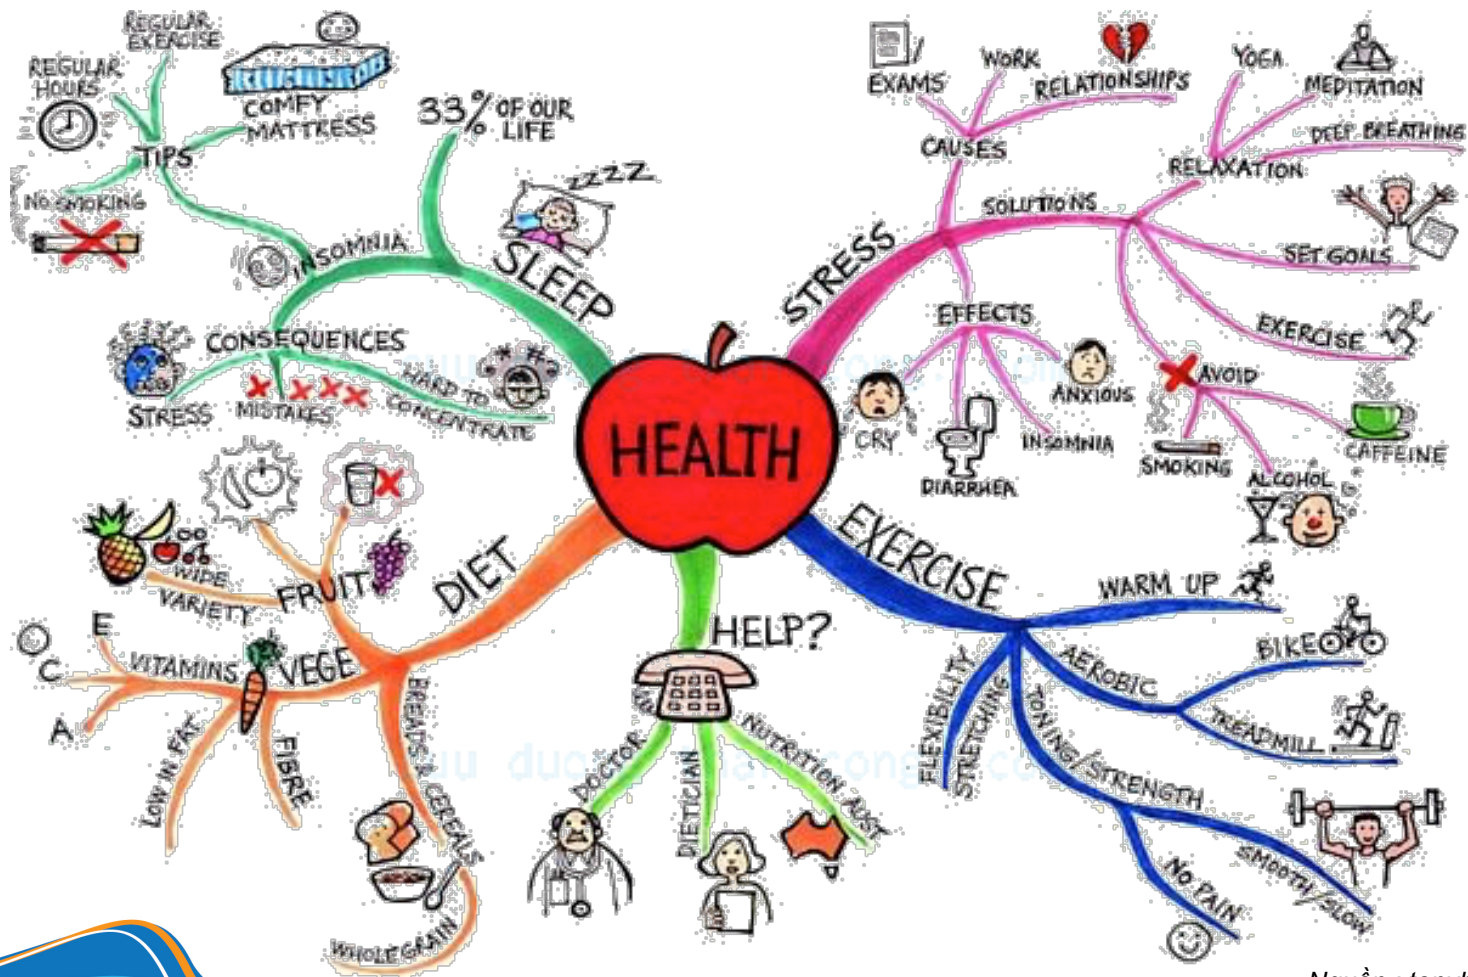 REGULAR
EXERCISE
REGULAR
HOURS
COMFY
MATTRESS
TIPS
NO SMOKING
33% OF OUR
LIFE
ZZZZ
SLEEP
INSOMNIA
CONSEQUENCES
STRESS
MISTAKES
HARD TO
CONCENTRATE
EXAMS
WORK
RELATIONSHIPS
CAUSES
YOGA
MEDITATION
DEEP BREATHING
RELAXATION
STRESS
SOLUTIONS
SET GOALS
EXERCISE
EFFECTS
CRY
DIARRHEA
INSOMNIA
ANXIOUS
AVOID
SMOKING
ALCOHOL
CAFFEINE
HEALTH
DIET
FRUIT
WIDE
VARIETY
VEGE
VITAMINS
E
C
A
LOW IN FAT
FIBRE
BREADS & CEREALS
WHOLEGRAIN
HELP?
DOCTOR
DIETICIAN
NUTRITION AUST
EXERCISE
WARM UP
AEROBIC
BIKE
TREADMILL
FLEXIBILITY
STRETCHING
TONING/STRENGTH
SMOOTH/SLOW
NO PAIN